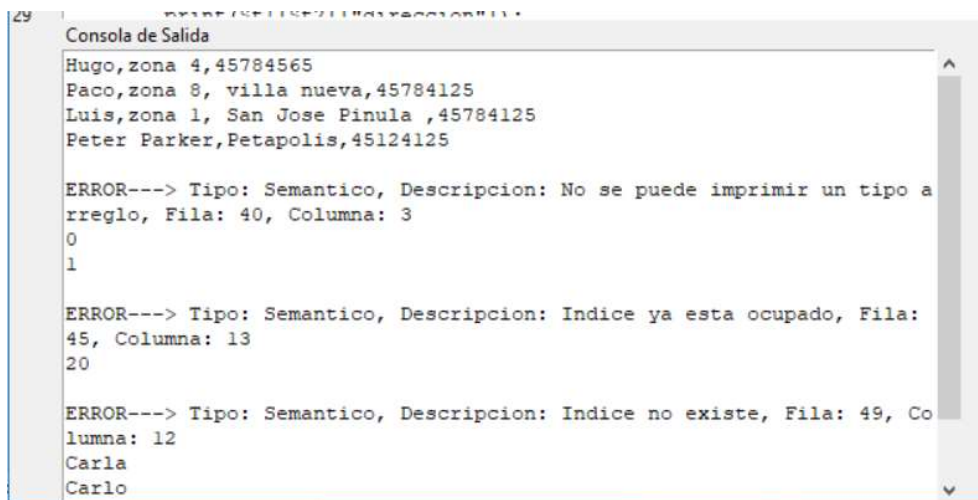 29
Consola de Salida
Hugo,zona 4,45784565
Paco,zona 8, villa nueva,45784125
Luis,zona 1, San Jose Pinula ,45784125
Peter Parker,Petapolis,45124125
ERROR---> Tipo: Semantico, Descripcion: No se puede imprimir un tipo a
rreglo, Fila: 40, Columna: 3
0
1
ERROR---> Tipo: Semantico, Descripcion: Indice ya esta ocupado, Fila:
45, Columna: 13
20
ERROR---> Tipo: Semantico, Descripcion: Indice no existe, Fila: 49, Co
lumna: 12
Carla
Carlo